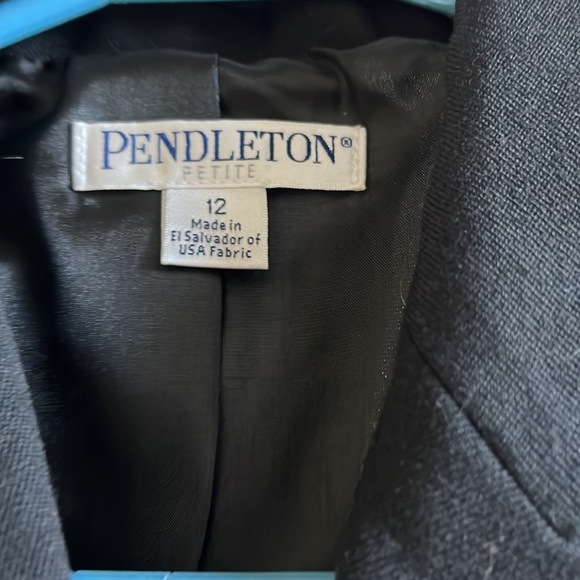 PENDLETON®
PETITE
12
Made in
El Salvador of
USA Fabric